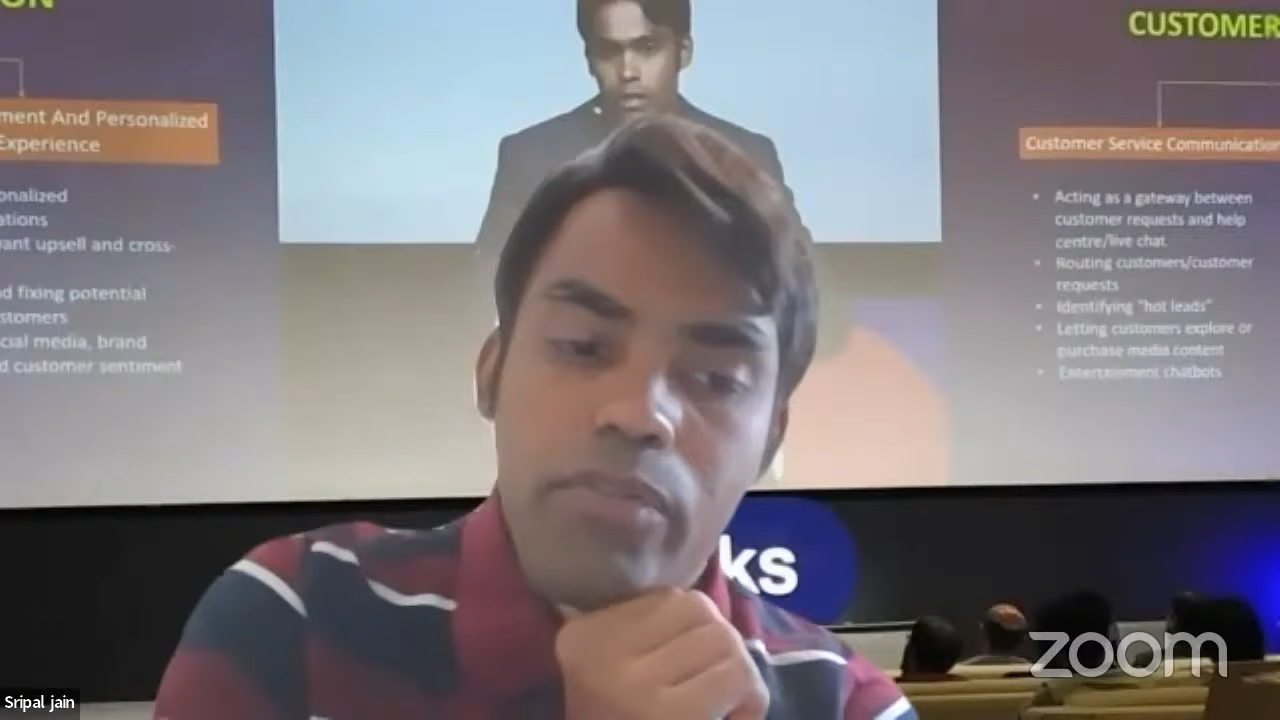 ON
ment And Personalized
Experience
onalized
ations
vant upsell and cross-
d fixing potential
stomers
cial media, brand
d customer sentiment
CUSTOMER
Customer Service Communication
• Acting as a gateway between
customer requests and help
centre/live chat
• Routing customers/customer
requests
• Identifying "hot leads"
• Letting customers explore or
purchase media content
• Entertainment chatbots
ks
zoom
Sripal jain